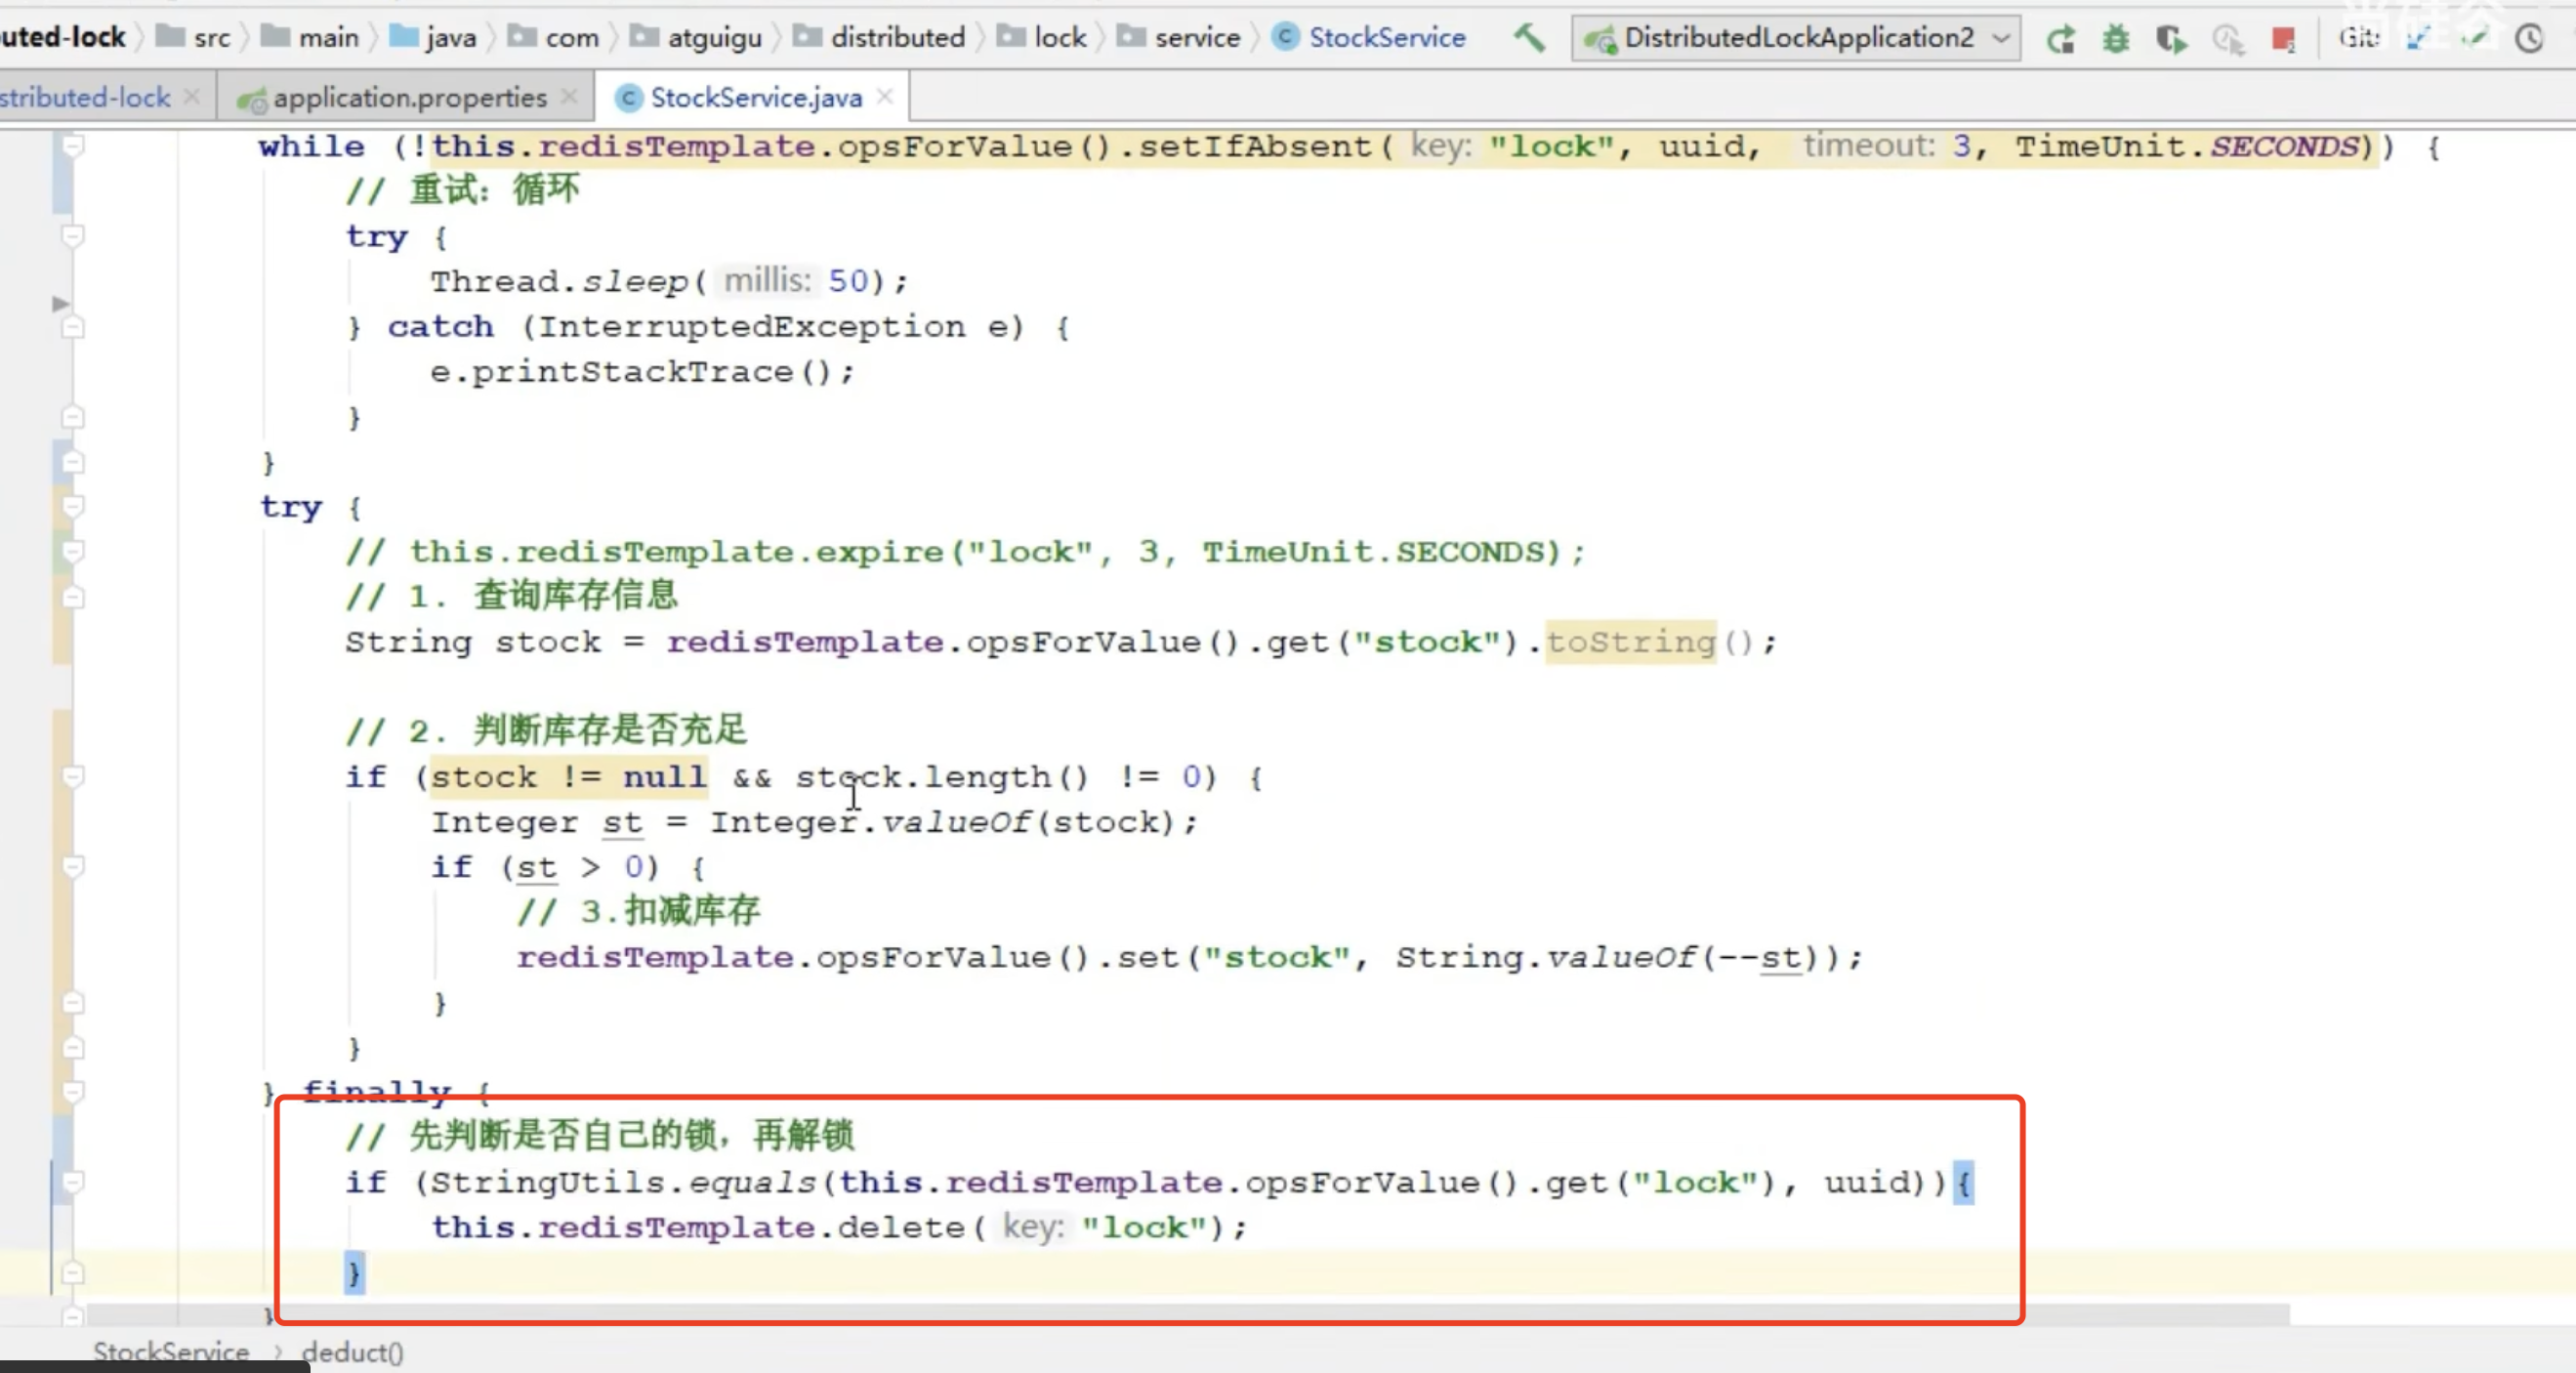 uted-lock src main java com atguigu distributed lock service StockService DistributedLockApplication2 Git:
stributed-lock application.properties StockService.java
while (!this.redisTemplate.opsForValue().setIfAbsent( key: "lock", uuid, timeout: 3, TimeUnit.SECONDS)) {
// 重试：循环
try {
Thread.sleep( millis: 50);
} catch (InterruptedException e) {
e.printStackTrace();
}
}
try {
// this.redisTemplate.expire("lock", 3, TimeUnit.SECONDS);
// 1. 查询库存信息
String stock = redisTemplate.opsForValue().get("stock").toString();
// 2. 判断库存是否充足
if (stock != null && stock.length() != 0) {
Integer st = Integer.valueOf(stock);
if (st > 0) {
// 3.扣减库存
redisTemplate.opsForValue().set("stock", String.valueOf(--st));
}
}
} finally {
// 先判断是否自己的锁，再解锁
if (StringUtils.equals(this.redisTemplate.opsForValue().get("lock"), uuid)){
this.redisTemplate.delete( key: "lock");
}
}
StockService deduct()